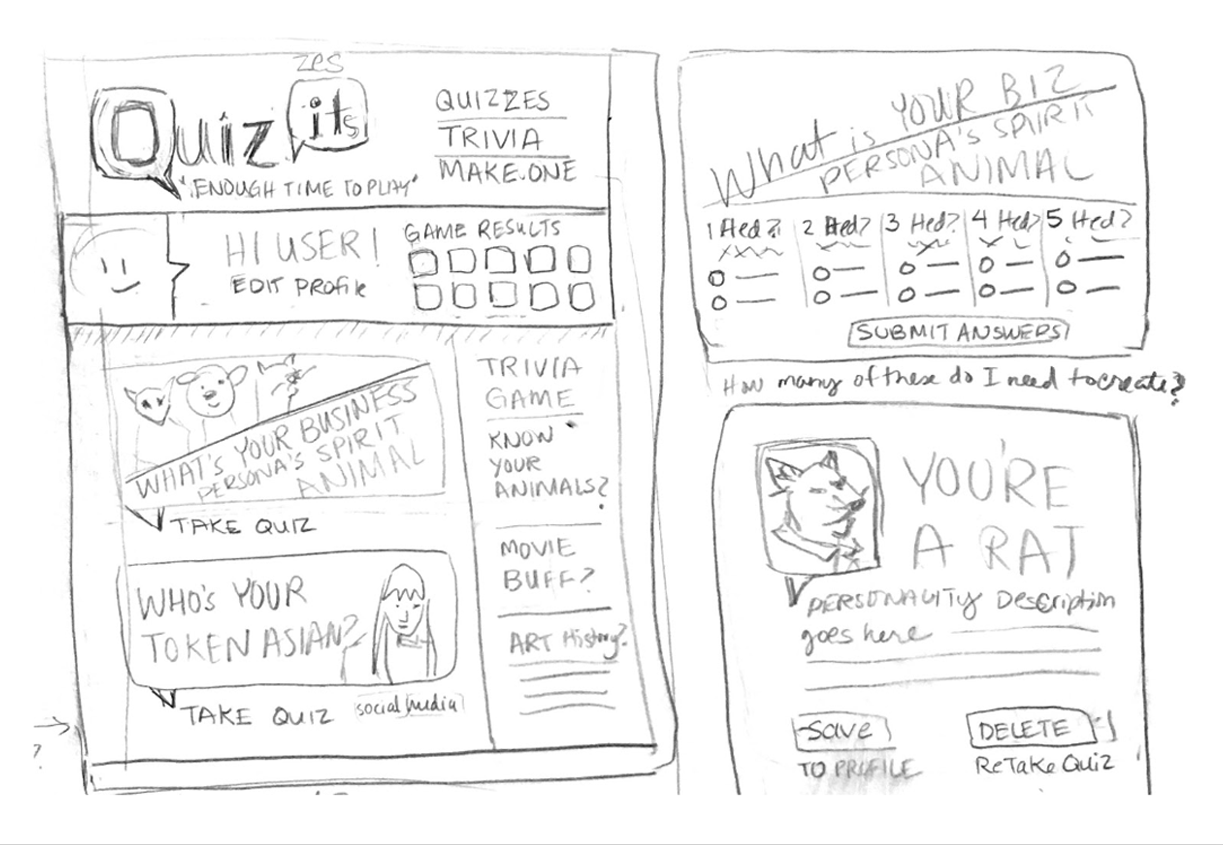 zes
Quiz its
"ENOUGH TIME TO PLAY"
QUIZZES
TRIVIA
MAKE ONE
HI USER!
EDIT PROFILE
GAME RESULTS
WHAT'S YOUR BUSINESS
PERSONA'S SPIRIT
ANIMAL
TAKE QUIZ
WHO'S YOUR
TOKEN ASIAN?
TAKE QUIZ
social media
TRIVIA
GAME
KNOW
YOUR
ANIMALS?
MOVIE
BUFF?
ART History?
?
What is YOUR BIZ
PERSONA'S SPIRIT
ANIMAL
1 Hed? 2 Hed? 3 Hed? 4 Hed? 5 Hed?
SUBMIT ANSWERS
How many of these do I need to create?
YOU'RE
A RAT
PERSONALITY Description
goes here
Save
TO PROFILE
DELETE
ReTake Quiz